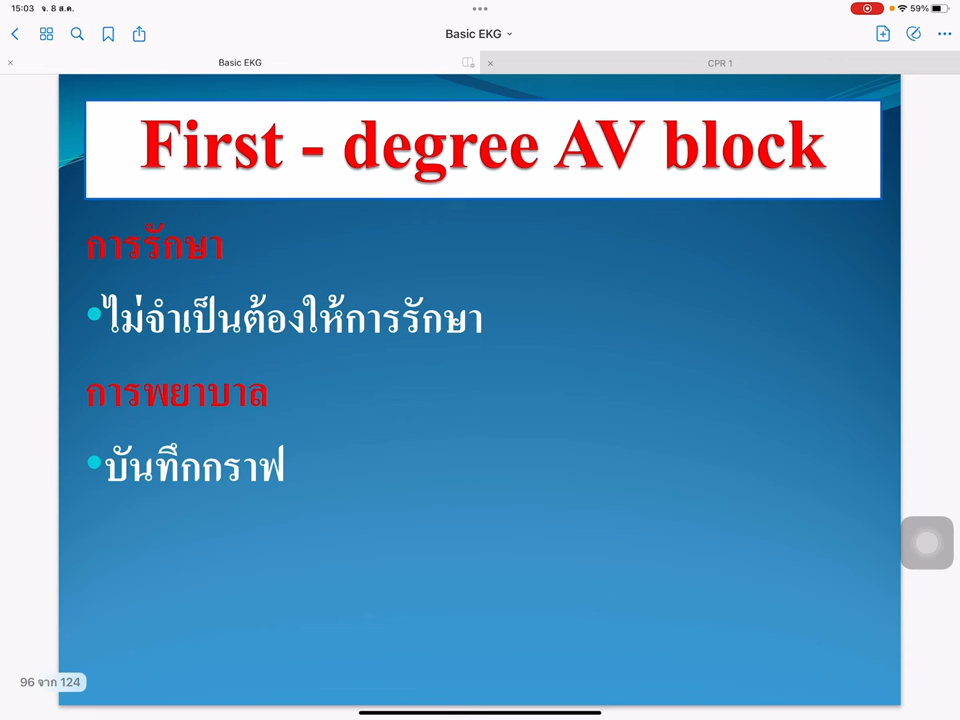 15:03 จ. 8 ส.ค.
59%
Basic EKG
Basic EKG
CPR 1
First - degree AV block
การรักษา
•ไม่จำเป็นต้องให้การรักษา
การพยาบาล
•บันทึกกราฟ
96 จาก 124